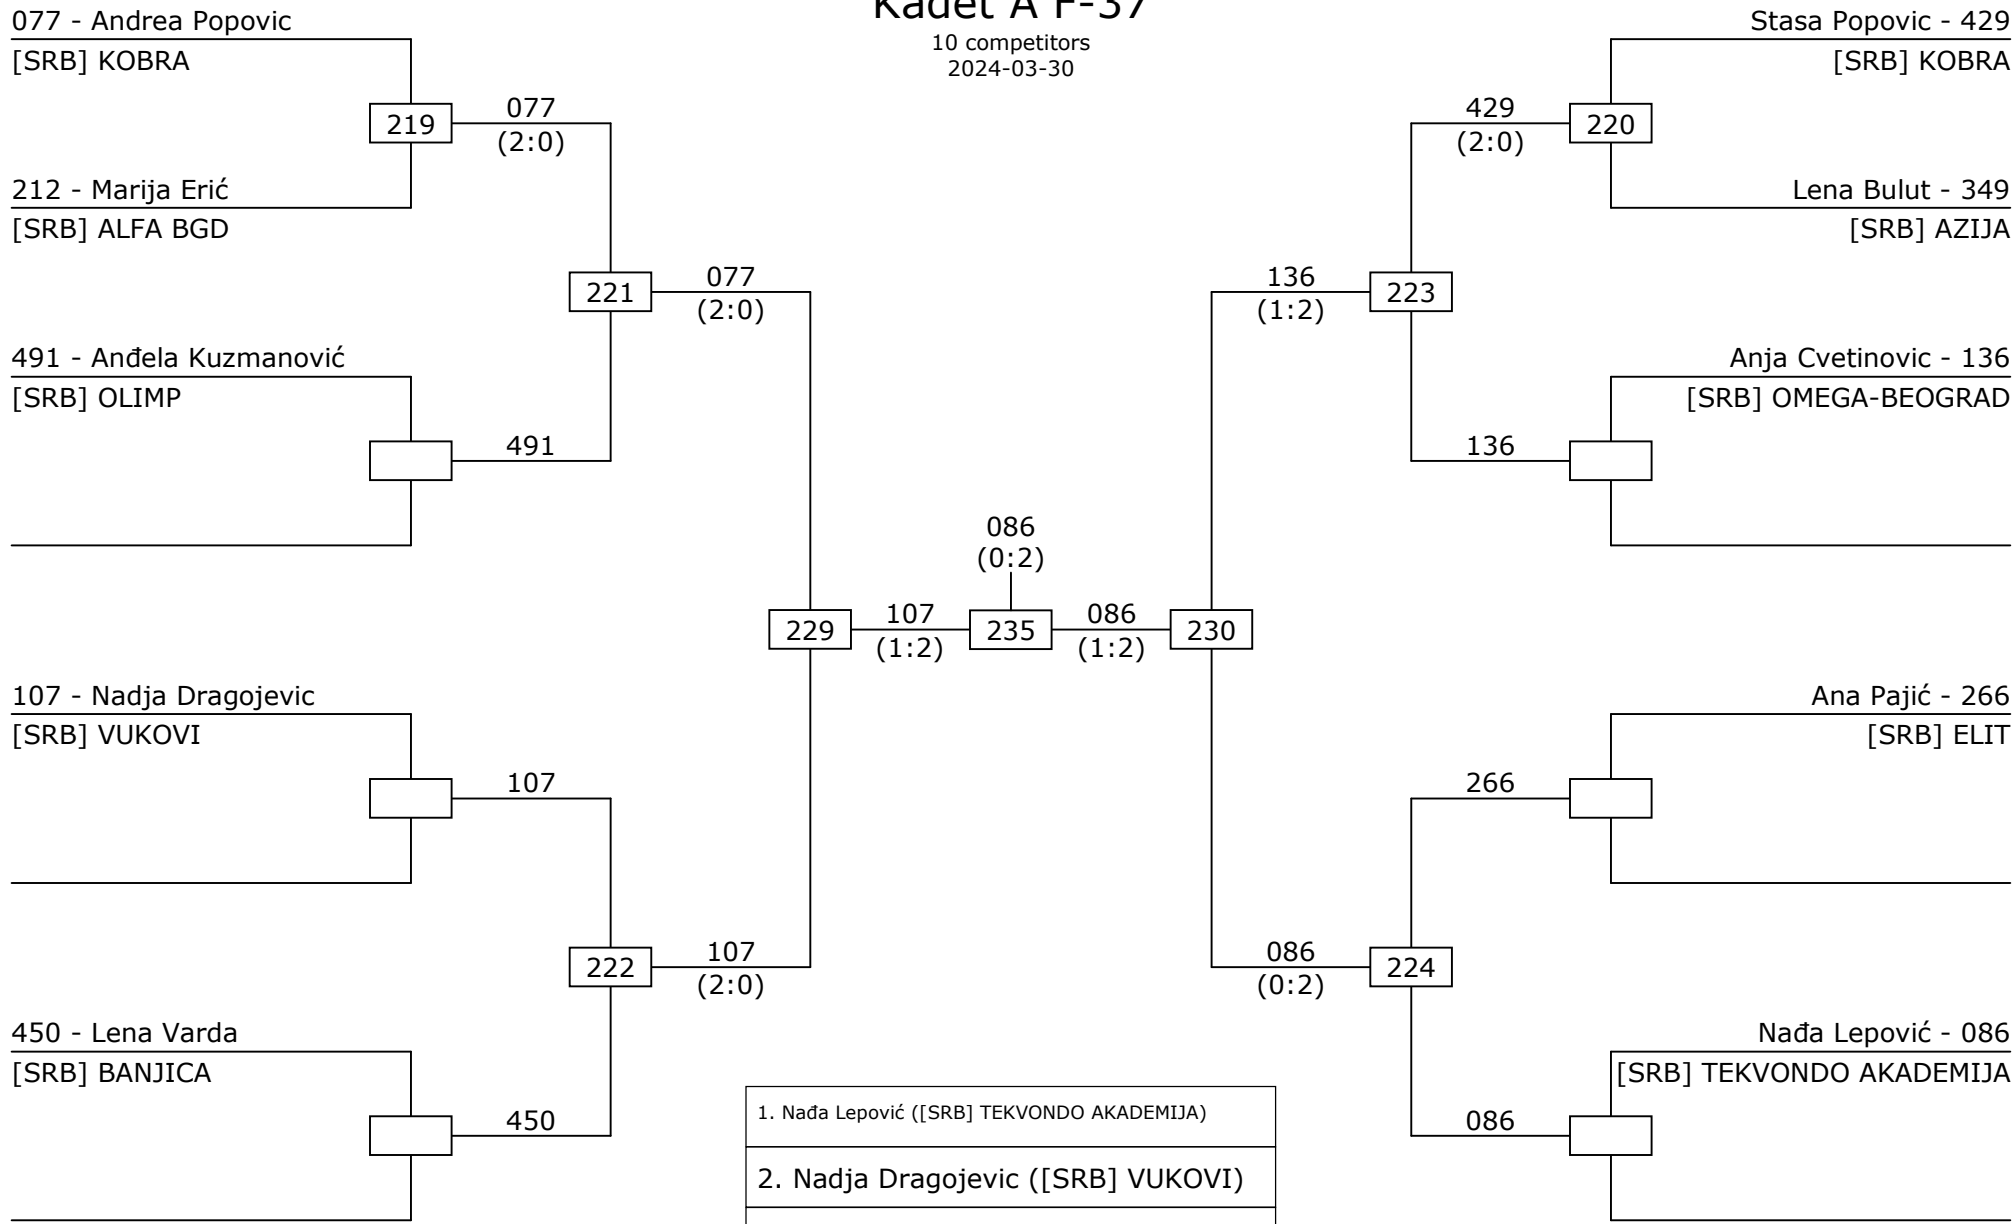 Kadet A F-37
10 competitors
2024-03-30
077 - Andrea Popovic
[SRB] KOBRA
219
077
(2:0)
212 - Marija Erić
[SRB] ALFA BGD
221
077
(2:0)
491 - Anđela Kuzmanović
[SRB] OLIMP
491
107 - Nadja Dragojevic
[SRB] VUKOVI
107
222
107
(2:0)
450 - Lena Varda
[SRB] BANJICA
450
229
107
(1:2)
086
(0:2)
235
086
(1:2)
230
Stasa Popovic - 429
[SRB] KOBRA
429
(2:0)
220
Lena Bulut - 349
[SRB] AZIJA
136
(1:2)
223
Anja Cvetinovic - 136
[SRB] OMEGA-BEOGRAD
136
Ana Pajić - 266
[SRB] ELIT
266
086
(0:2)
224
Nađa Lepović - 086
[SRB] TEKVONDO AKADEMIJA
086
1. Nađa Lepović ([SRB] TEKVONDO AKADEMIJA)
2. Nadja Dragojevic ([SRB] VUKOVI)